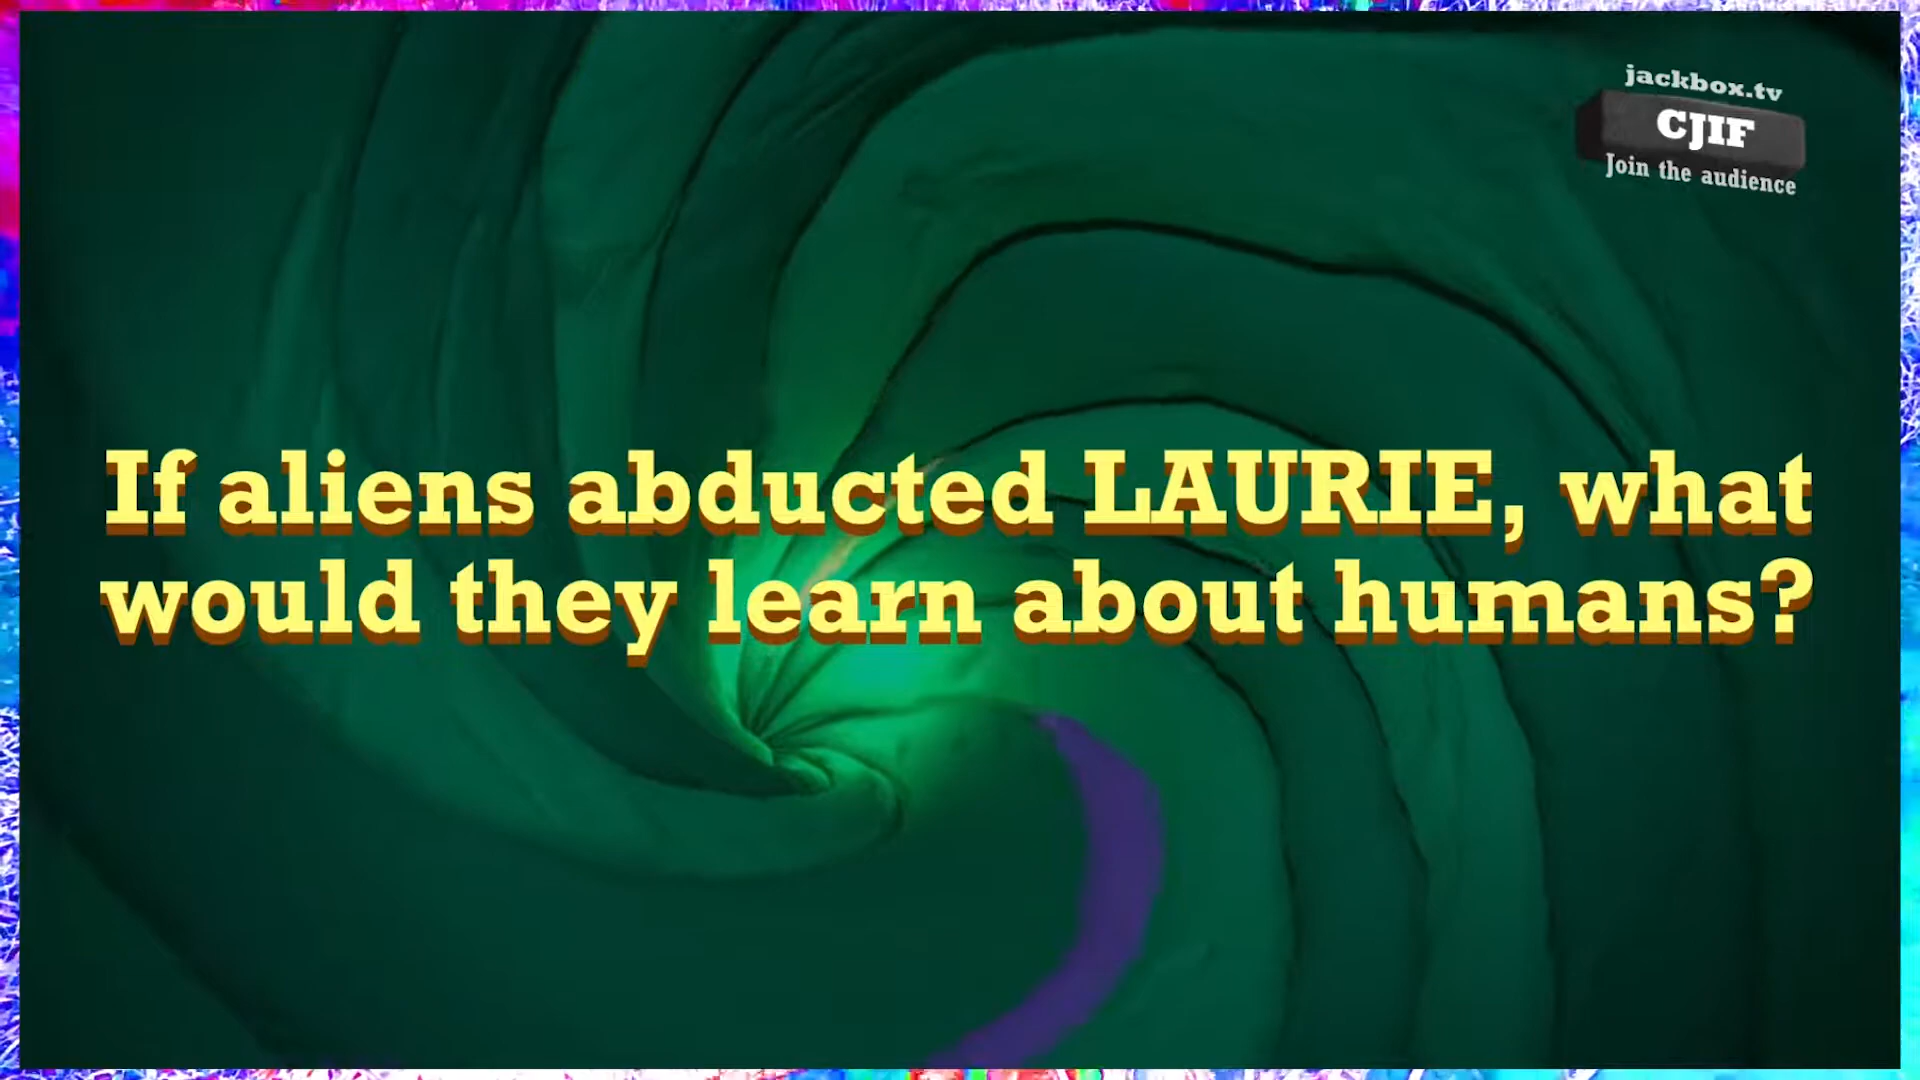 jackbox.tv
CJIF
Join the audience
If aliens abducted LAURIE, what
would they learn about humans?